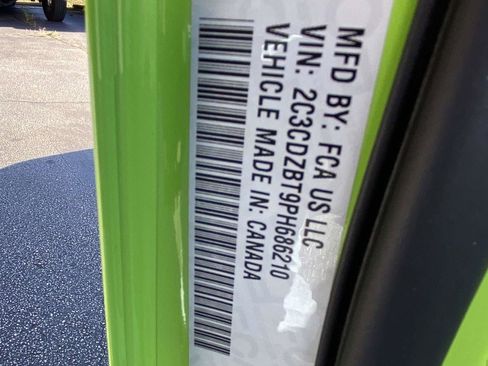 MFD BY: FCA US LLC
VIN: 2C3CDZBT9PH686210
VEHICLE MADE IN: CANADA